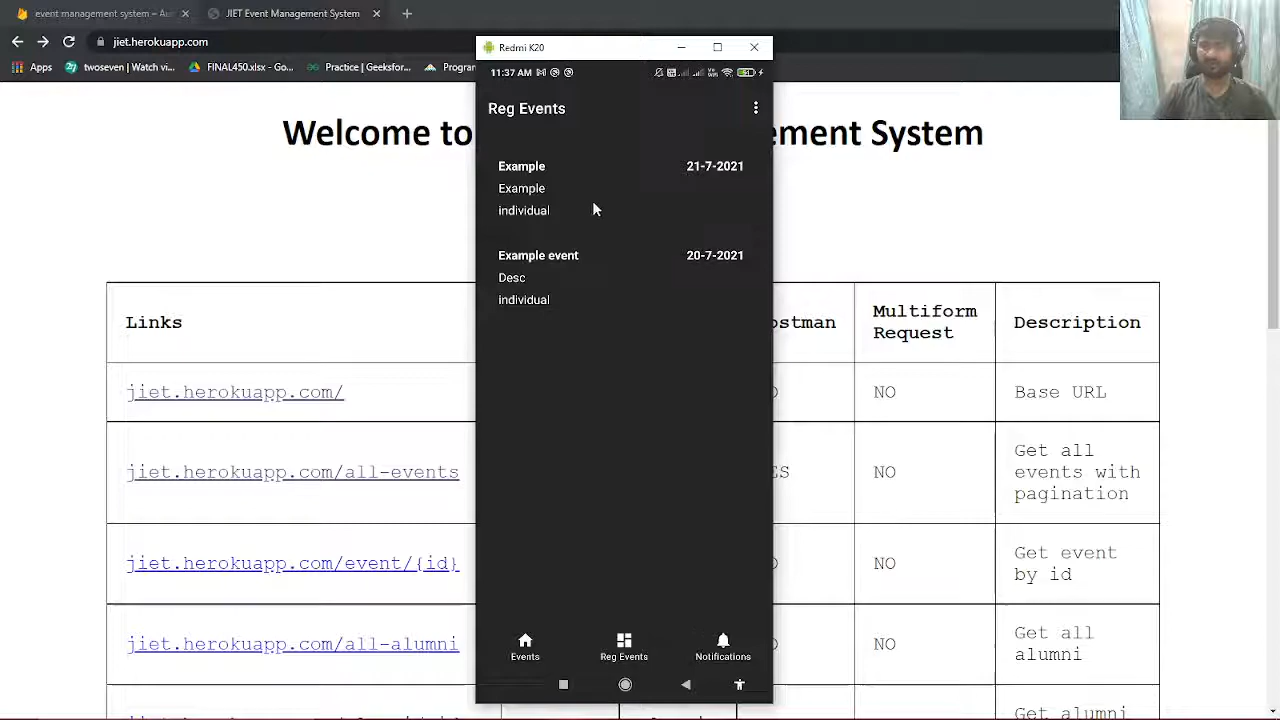 event management system – Au
JIET Event Management System
jiet.herokuapp.com
Apps
twoseven | Watch vi...
FINAL450.xlsx - Go...
Practice | Geeksfor...
Progran
Redmi K20
11:37 AM
Reg Events
Welcome to
ement System
Example
21-7-2021
Example
individual
Example event
20-7-2021
Desc
individual
Links
ostman
Multiform
Request
Description
jiet.herokuapp.com/
NO
Base URL
jiet.herokuapp.com/all-events
ES
NO
Get all
events with
pagination
jiet.herokuapp.com/event/{id}
NO
Get event
by id
jiet.herokuapp.com/all-alumni
NO
Get all
alumni
Get alumni
Events
Reg Events
Notifications